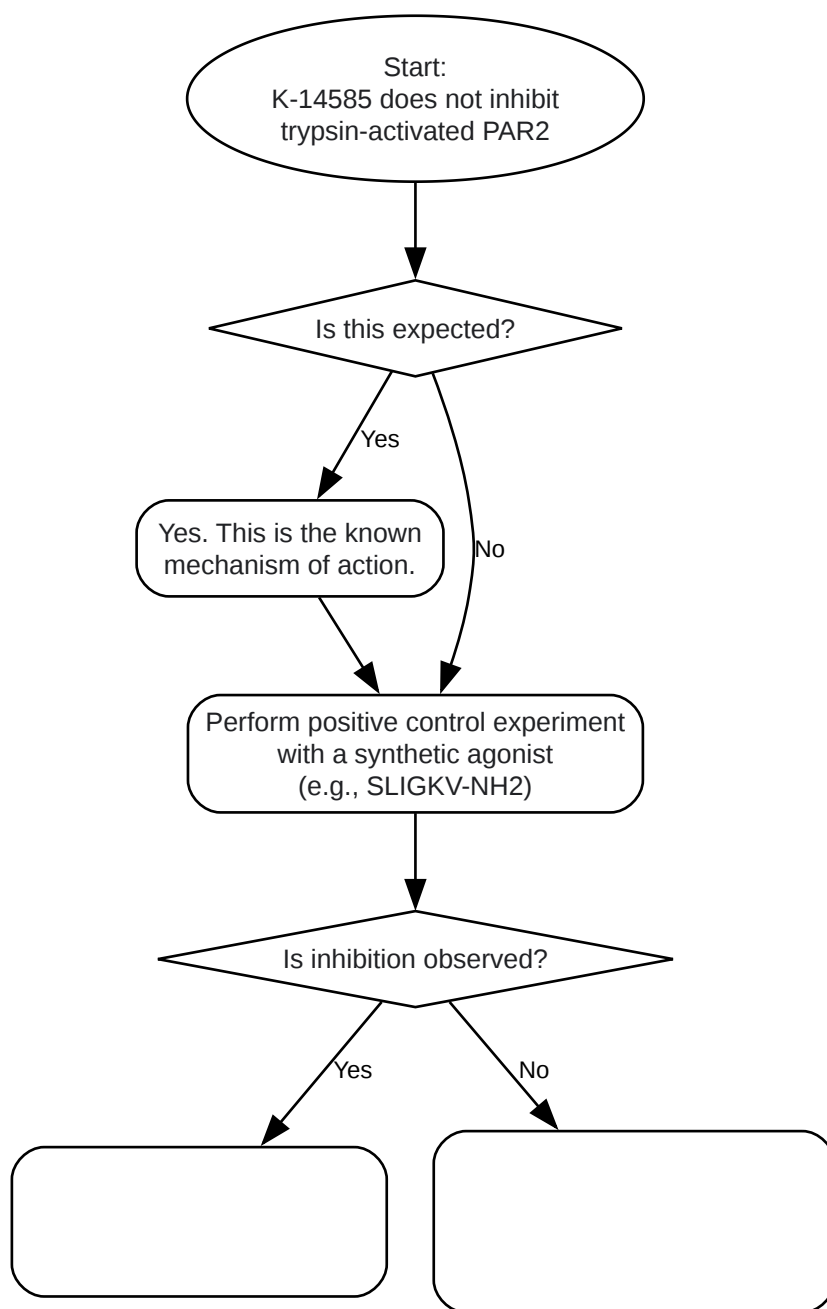 Start:
K-14585 does not inhibit
trypsin-activated PAR2
Is this expected?
Yes
Yes. This is the known
mechanism of action.
No
Perform positive control experiment
with a synthetic agonist
(e.g., SLIGKV-NH2)
Is inhibition observed?
Yes
No